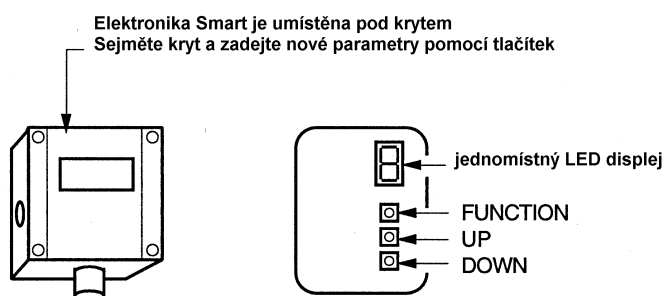 Elektronika Smart je umístěna pod krytem
Sejměte kryt a zadejte nové parametry pomocí tlačítek
jednomístný LED displej
FUNCTION
UP
DOWN